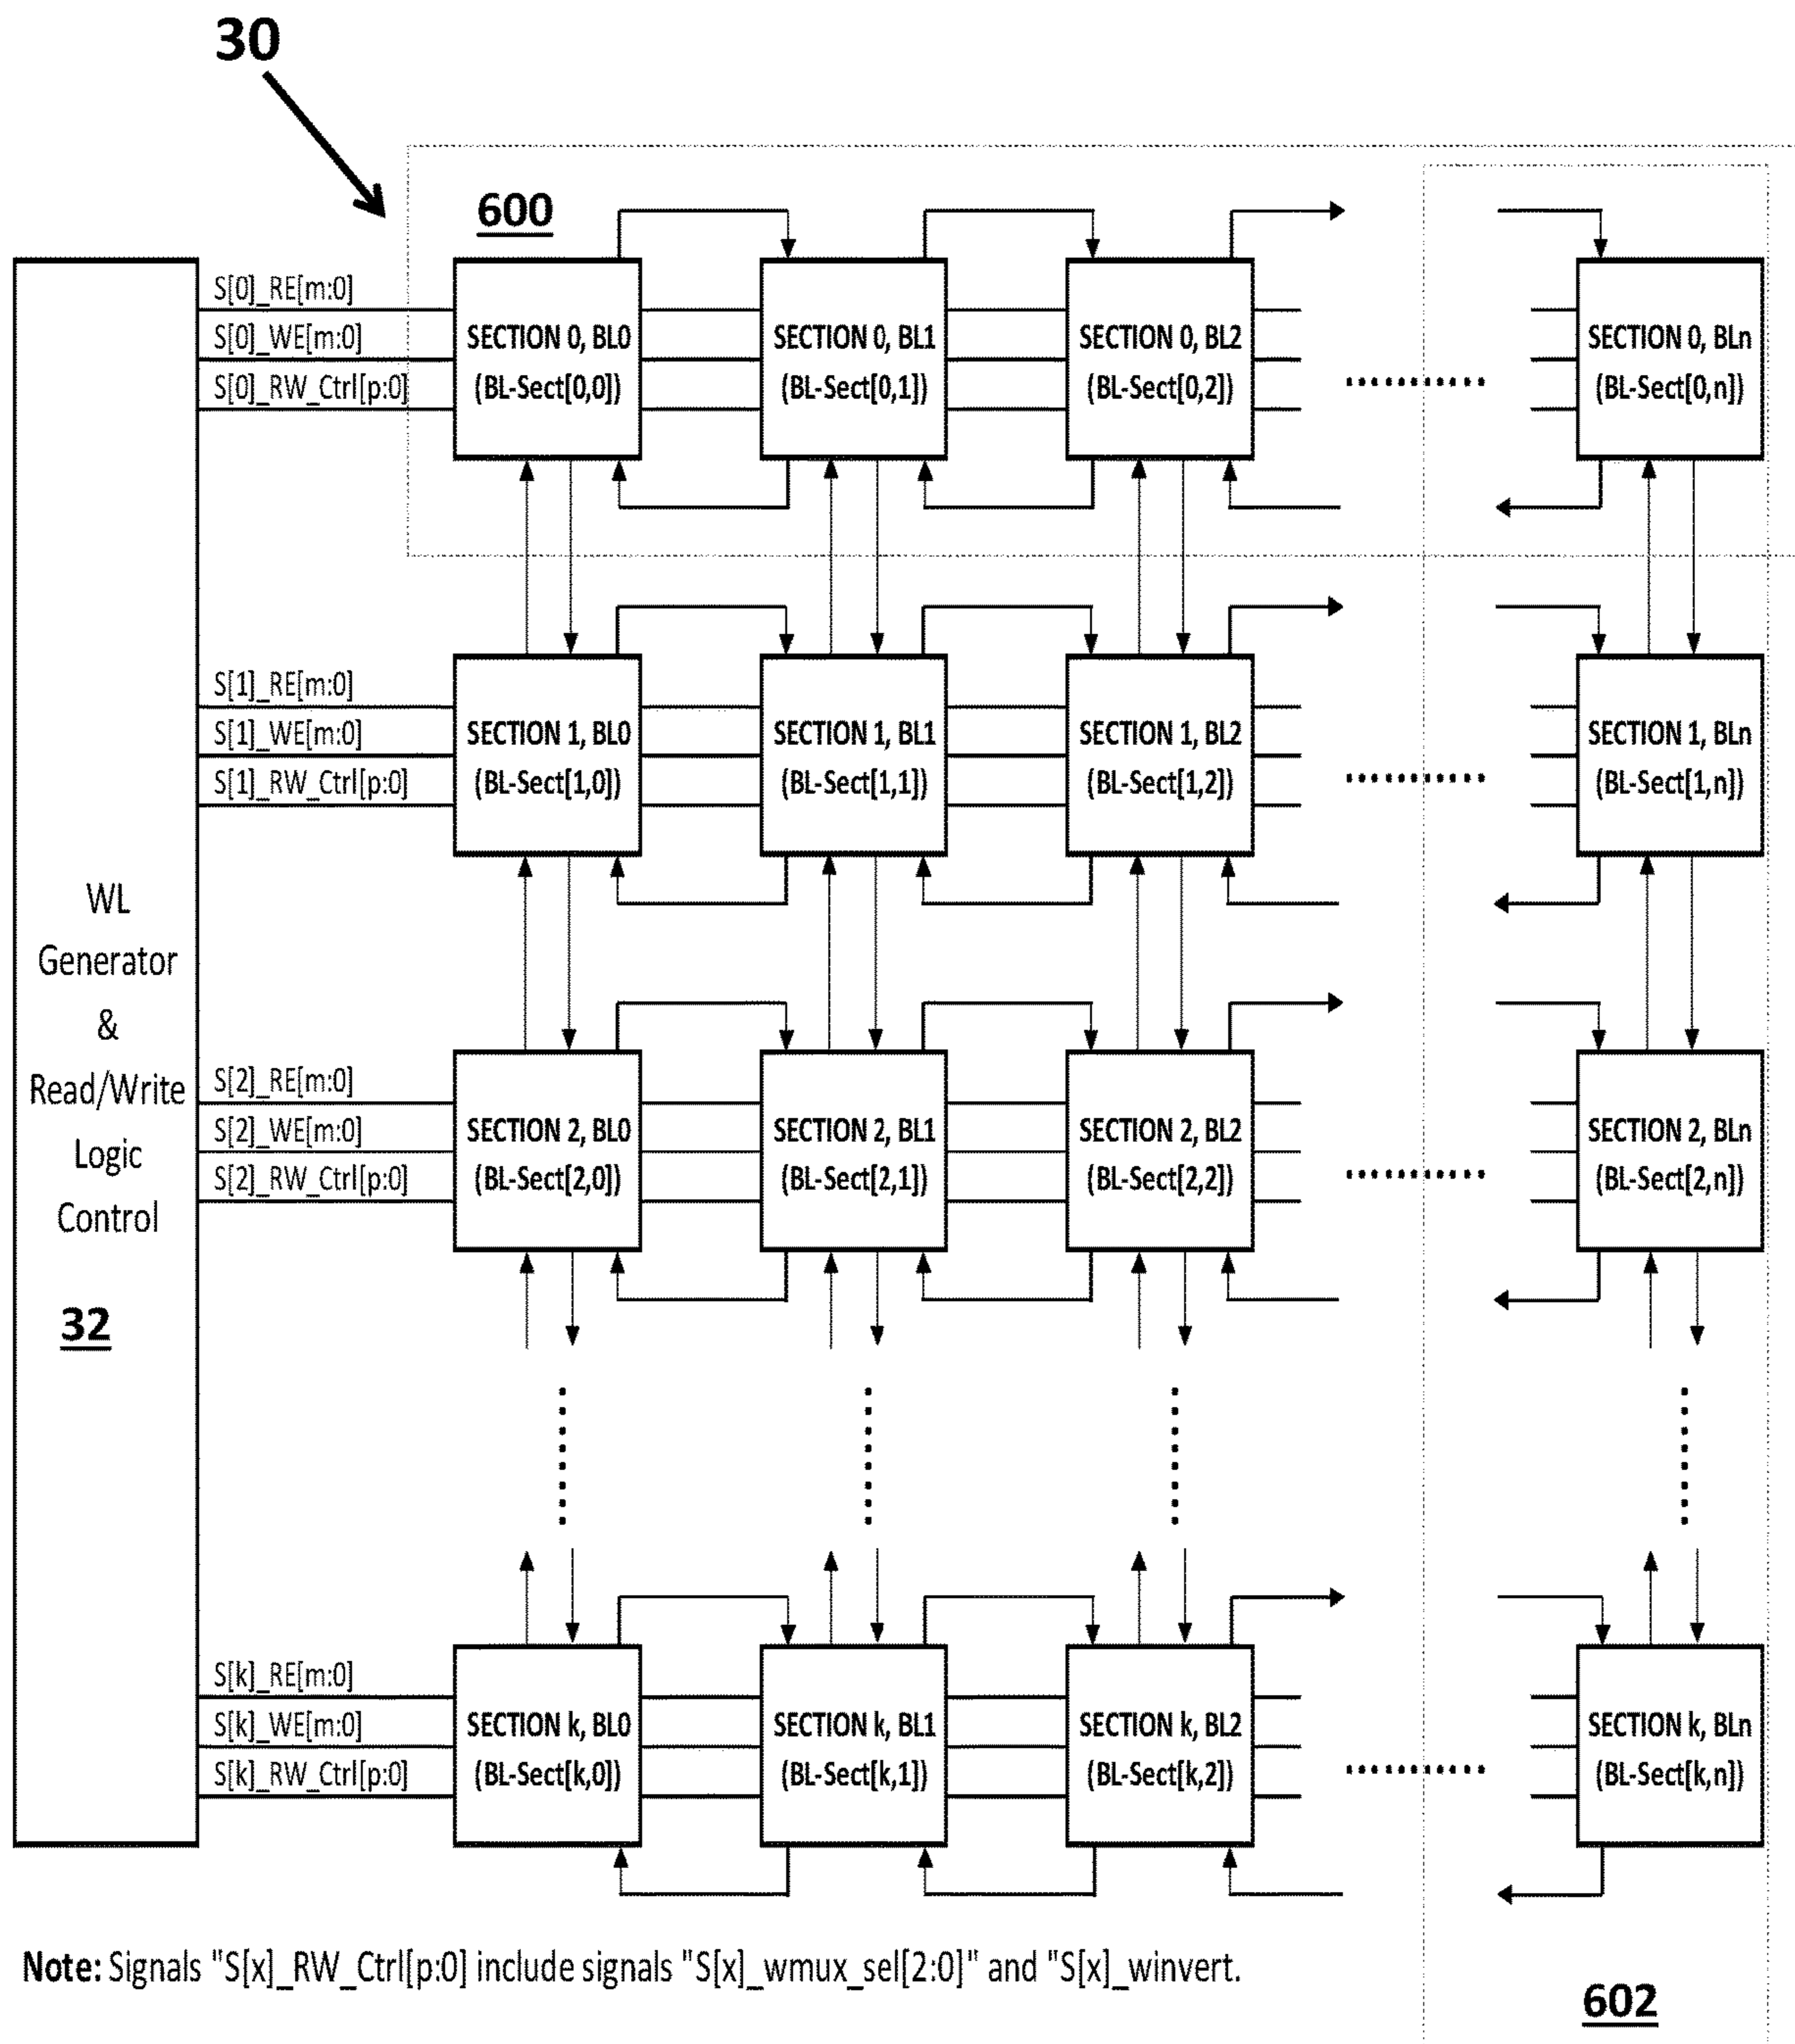 30
600
S[0]_RE[m:0]
S[0]_WE[m:0]
S[0]_RW_Ctrl[p:0]
SECTION 0, BL0
(BL-Sect[0,0])
SECTION 0, BL1
(BL-Sect[0,1])
SECTION 0, BL2
(BL-Sect[0,2])
SECTION 0, BLn
(BL-Sect[0,n])
S[1]_RE[m:0]
S[1]_WE[m:0]
S[1]_RW_Ctrl[p:0]
SECTION 1, BL0
(BL-Sect[1,0])
SECTION 1, BL1
(BL-Sect[1,1])
SECTION 1, BL2
(BL-Sect[1,2])
SECTION 1, BLn
(BL-Sect[1,n])
WL
Generator
&
Read/Write
Logic
Control
32
S[2]_RE[m:0]
S[2]_WE[m:0]
S[2]_RW_Ctrl[p:0]
SECTION 2, BL0
(BL-Sect[2,0])
SECTION 2, BL1
(BL-Sect[2,1])
SECTION 2, BL2
(BL-Sect[2,2])
SECTION 2, BLn
(BL-Sect[2,n])
S[k]_RE[m:0]
S[k]_WE[m:0]
S[k]_RW_Ctrl[p:0]
SECTION k, BL0
(BL-Sect[k,0])
SECTION k, BL1
(BL-Sect[k,1])
SECTION k, BL2
(BL-Sect[k,2])
SECTION k, BLn
(BL-Sect[k,n])
Note: Signals "S[x]_RW_Ctrl[p:0] include signals "S[x]_wmux_sel[2:0]" and "S[x]_winvert.
602